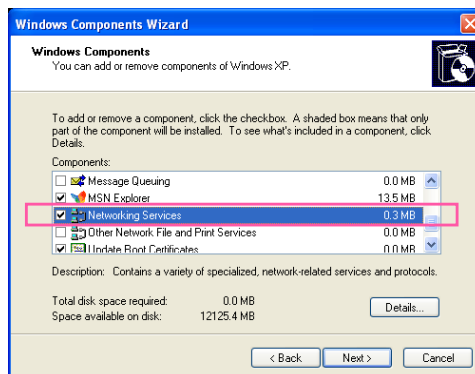 Windows Components Wizard
Windows Components
You can add or remove components of Windows XP.
To add or remove a component, click the checkbox. A shaded box means that only
part of the component will be installed. To see what's included in a component, click
Details.
Components:
Message Queuing 0.0 MB
MSN Explorer 13.5 MB
Networking Services 0.3 MB
Other Network File and Print Services 0.0 MB
Update Root Certificates 0.0 MB
Description: Contains a variety of specialized, network-related services and protocols.
Total disk space required: 0.0 MB
Space available on disk: 12125.4 MB
Details...
< Back Next > Cancel